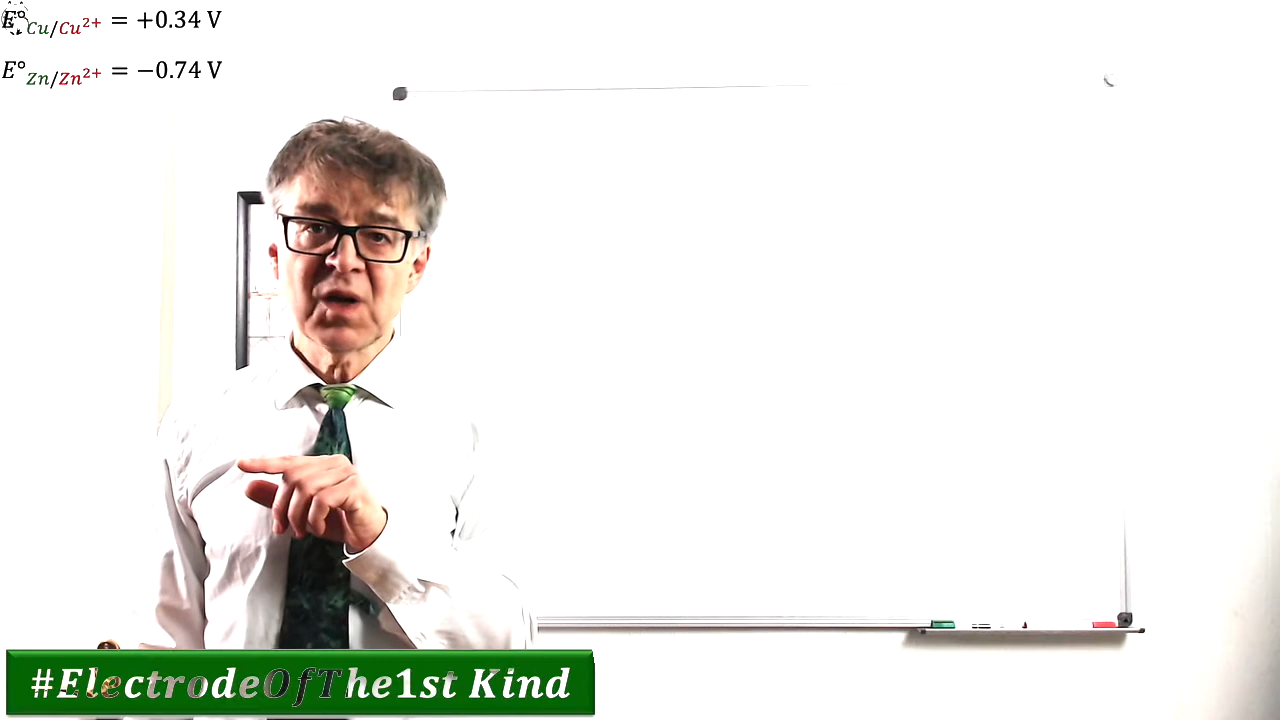 E°Cu/Cu²⁺ = +0.34 V
E°Zn/Zn²⁺ = −0.74 V
#ElectrodeOfThe1st Kind